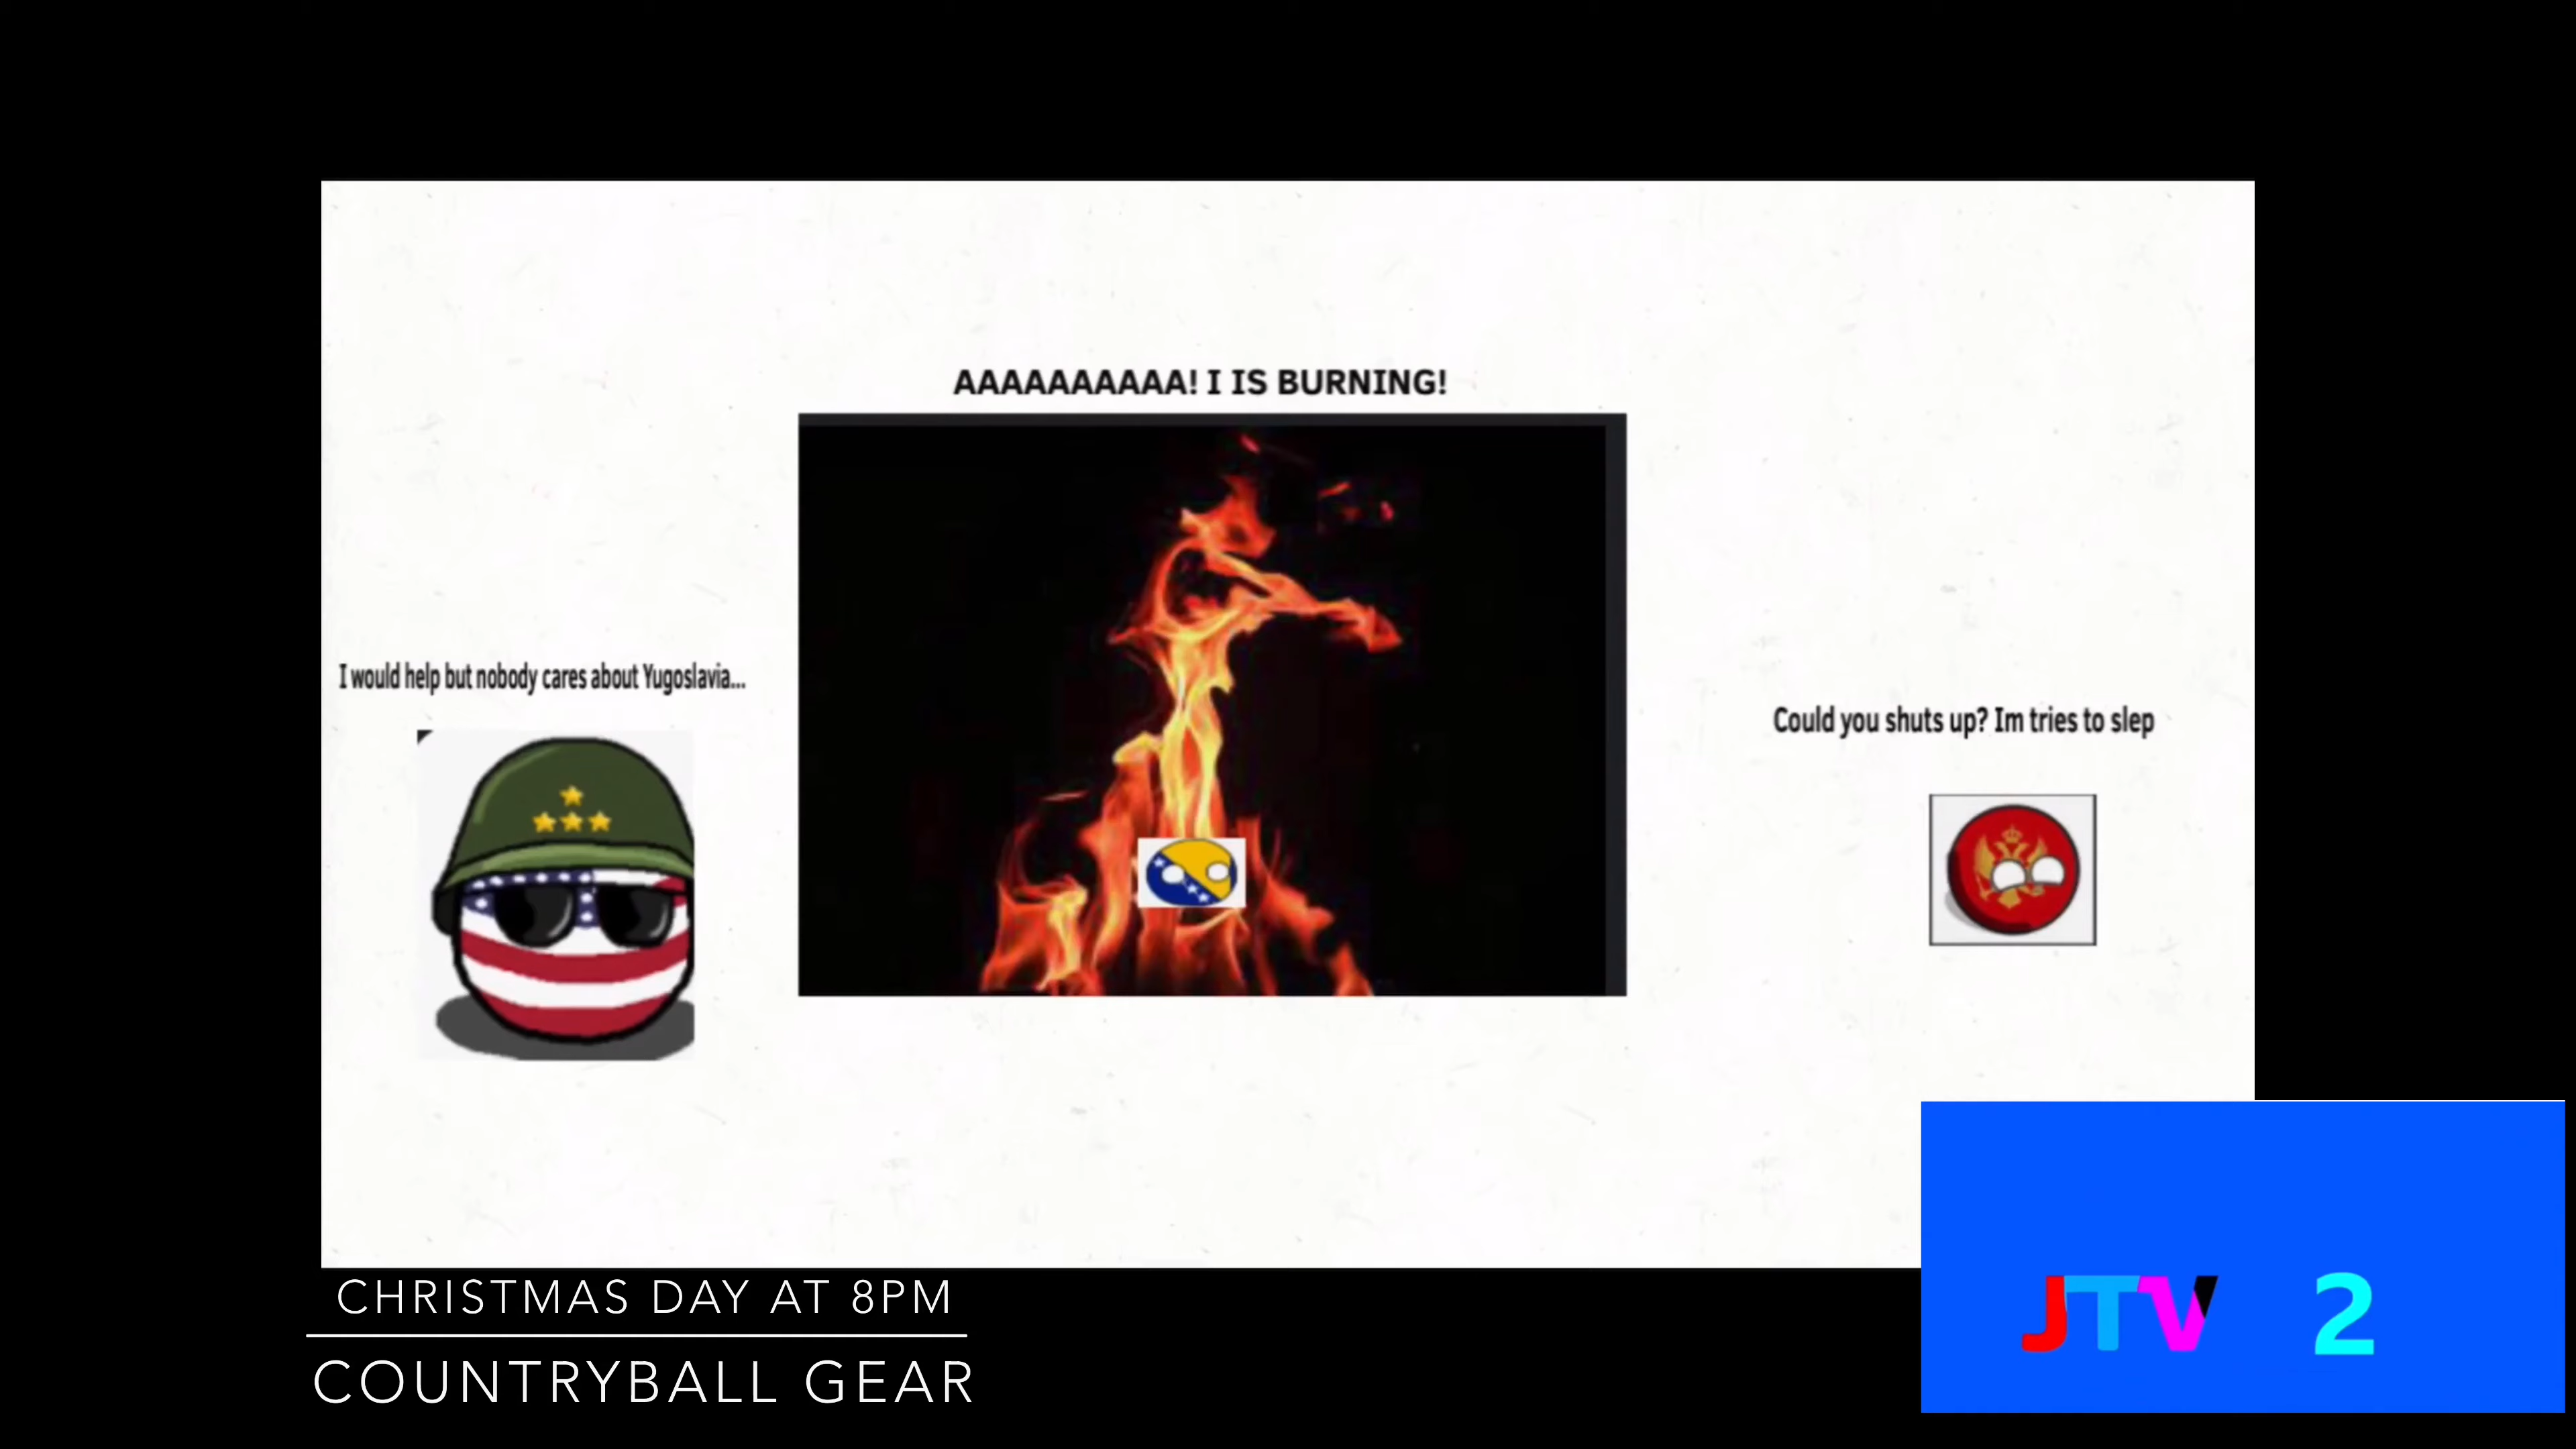 AAAAAAAAAA! I IS BURNING!
I would help but nobody cares about Yugoslavia...
Could you shuts up? Im tries to slep
CHRISTMAS DAY AT 8PM
COUNTRYBALL GEAR
JTV 2